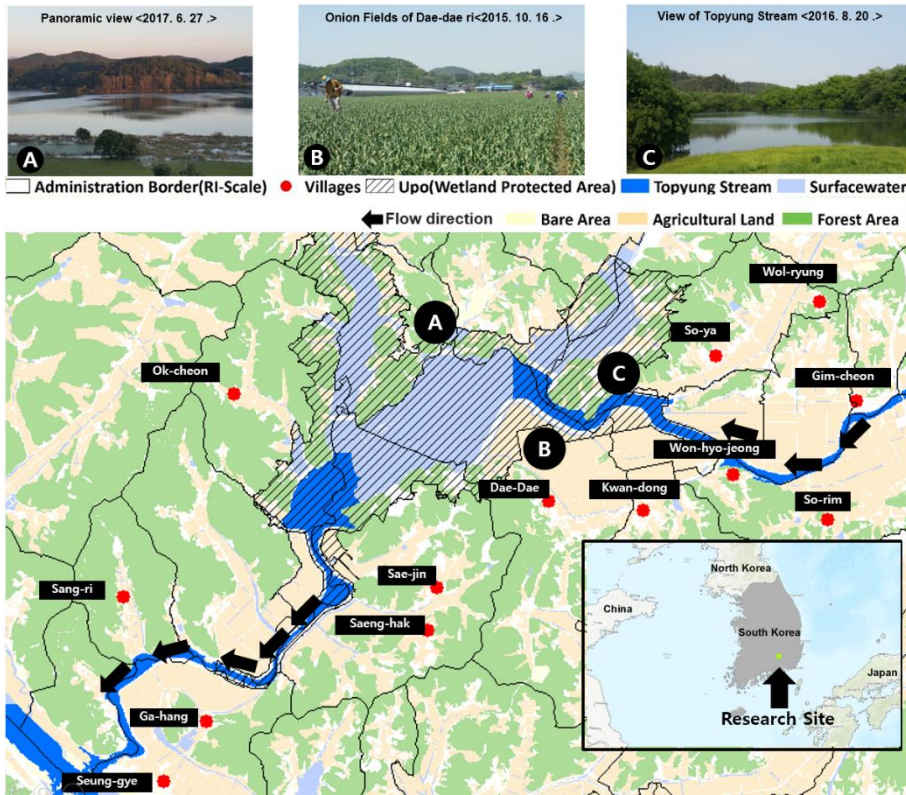 Panoramic view <2017. 6. 27 .>
Onion Fields of Dae-dae ri<2015. 10. 16 .>
View of Topyung Stream <2016. 8. 20 .>
A
B
C
Administration Border(RI-Scale)
Villages
Upo(Wetland Protected Area)
Topyung Stream
Surfacewater
Flow direction
Bare Area
Agricultural Land
Forest Area
Wol-ryung
A
So-ya
Ok-cheon
C
Gim-cheon
B
Won-hyo-jeong
Dae-Dae
Kwan-dong
So-rim
Sae-jin
Sang-ri
Saeng-hak
Ga-hang
Seung-gye
North Korea
China
South Korea
Japan
Research Site